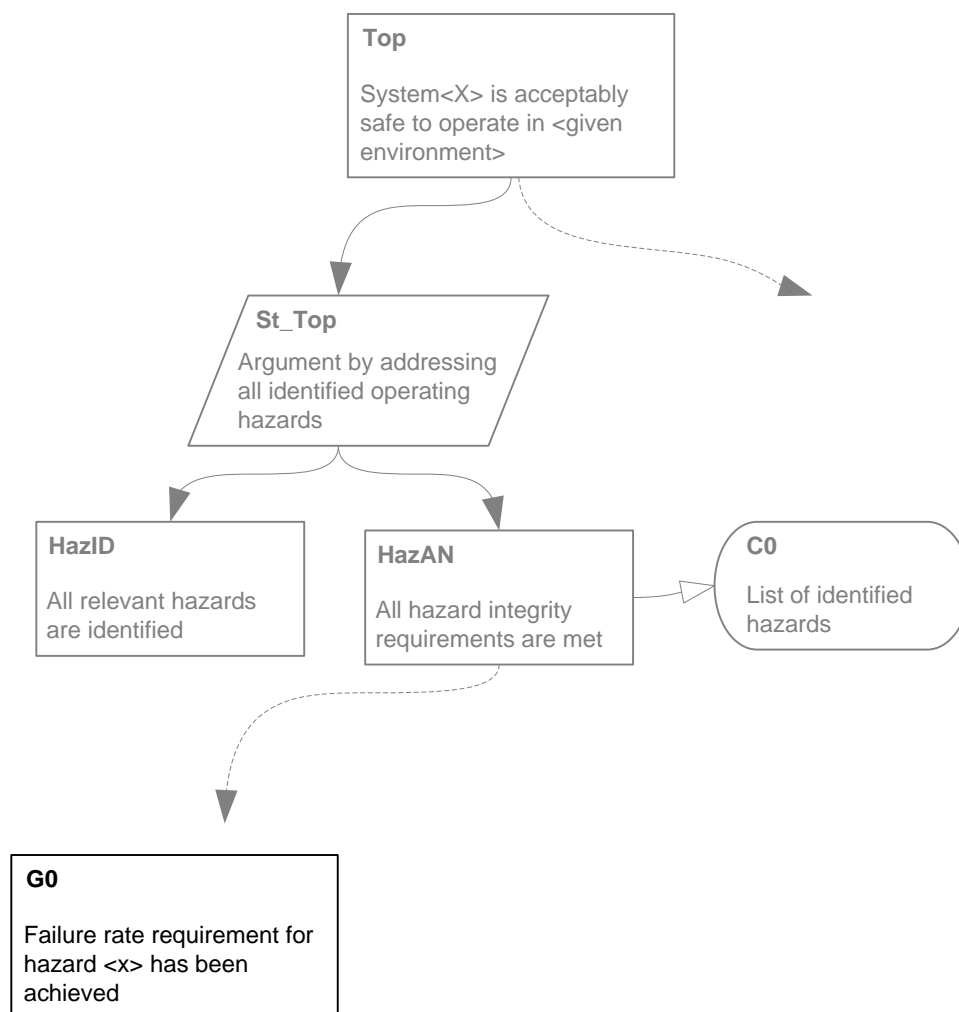 Top
System<X> is acceptably
safe to operate in <given
environment>
St_Top
Argument by addressing
all identified operating
hazards
HazID
All relevant hazards
are identified
HazAN
All hazard integrity
requirements are met
C0
List of identified
hazards
G0
Failure rate requirement for
hazard <x> has been
achieved